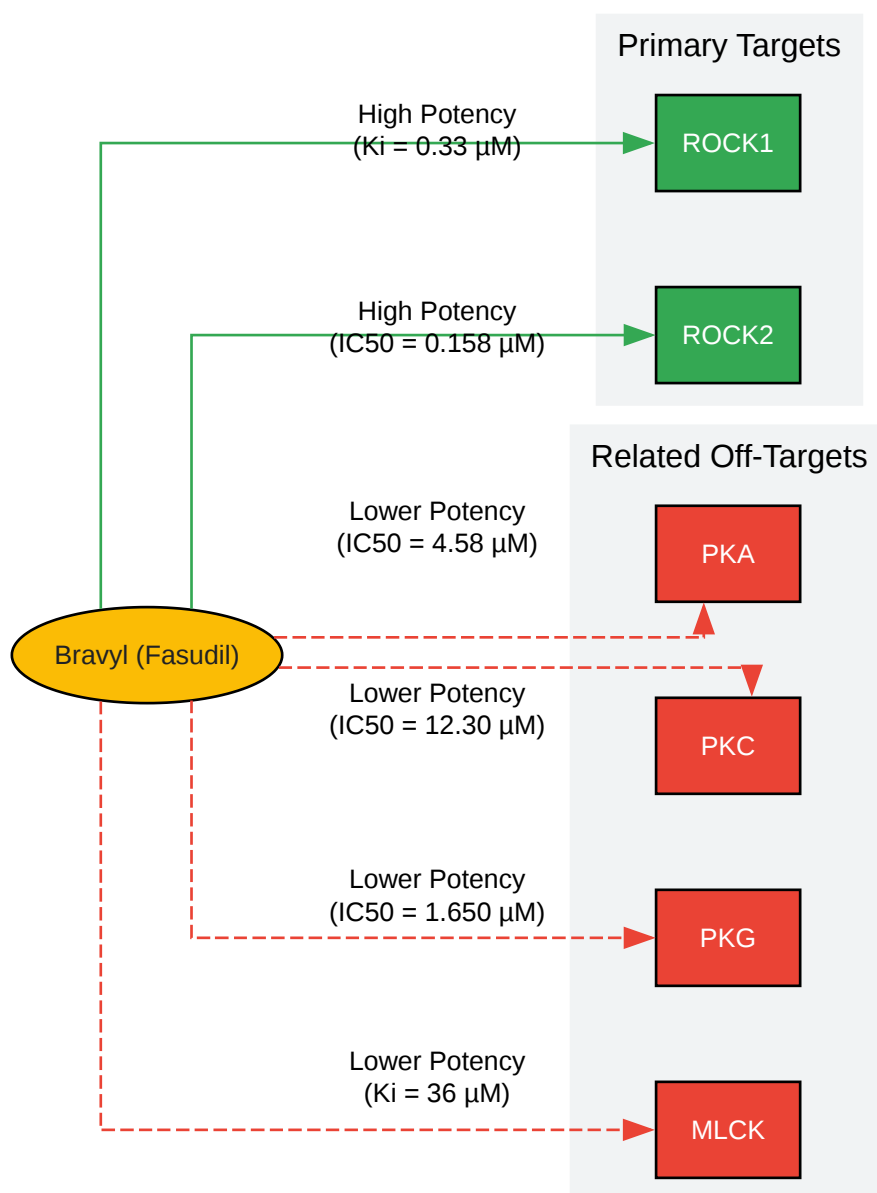 Primary Targets
High Potency
(Ki = 0.33 µM)
ROCK1
High Potency
(IC50 = 0.158 µM)
ROCK2
Related Off-Targets
Lower Potency
(IC50 = 4.58 µM)
PKA
Bravyl (Fasudil)
Lower Potency
(IC50 = 12.30 µM)
PKC
Lower Potency
(IC50 = 1.650 µM)
PKG
Lower Potency
(Ki = 36 µM)
MLCK